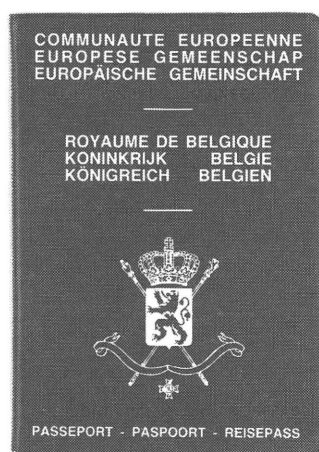 COMMUNAUTE EUROPEENNE
EUROPESE GEMEENSCHAP
EUROPÄISCHE GEMEINSCHAFT
ROYAUME DE BELGIQUE
KONINKRIJK BELGIE
KÖNIGREICH BELGIEN
PASSEPORT - PASPOORT - REISEPASS